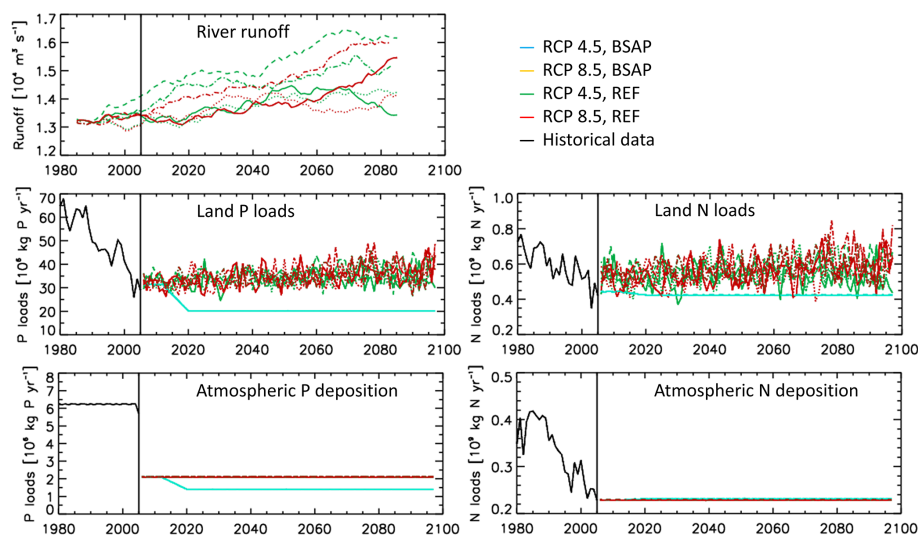 River runoff
Runoff [10⁴ m³ s⁻¹]
1.7
1.6
1.5
1.4
1.3
1.2
1980 2000 2020 2040 2060 2080 2100
RCP 4.5, BSAP
RCP 8.5, BSAP
RCP 4.5, REF
RCP 8.5, REF
Historical data
Land P loads
P loads [10⁶ kg P yr⁻¹]
70
60
50
40
30
20
10
1980 2000 2020 2040 2060 2080 2100
Land N loads
N loads [10⁹ kg N yr⁻¹]
1.0
0.8
0.6
0.4
0.2
1980 2000 2020 2040 2060 2080 2100
Atmospheric P deposition
P loads [10⁶ kg P yr⁻¹]
8
7
6
5
4
3
2
1
0
1980 2000 2020 2040 2060 2080 2100
Atmospheric N deposition
N loads [10⁹ kg N yr⁻¹]
0.5
0.4
0.3
0.2
1980 2000 2020 2040 2060 2080 2100